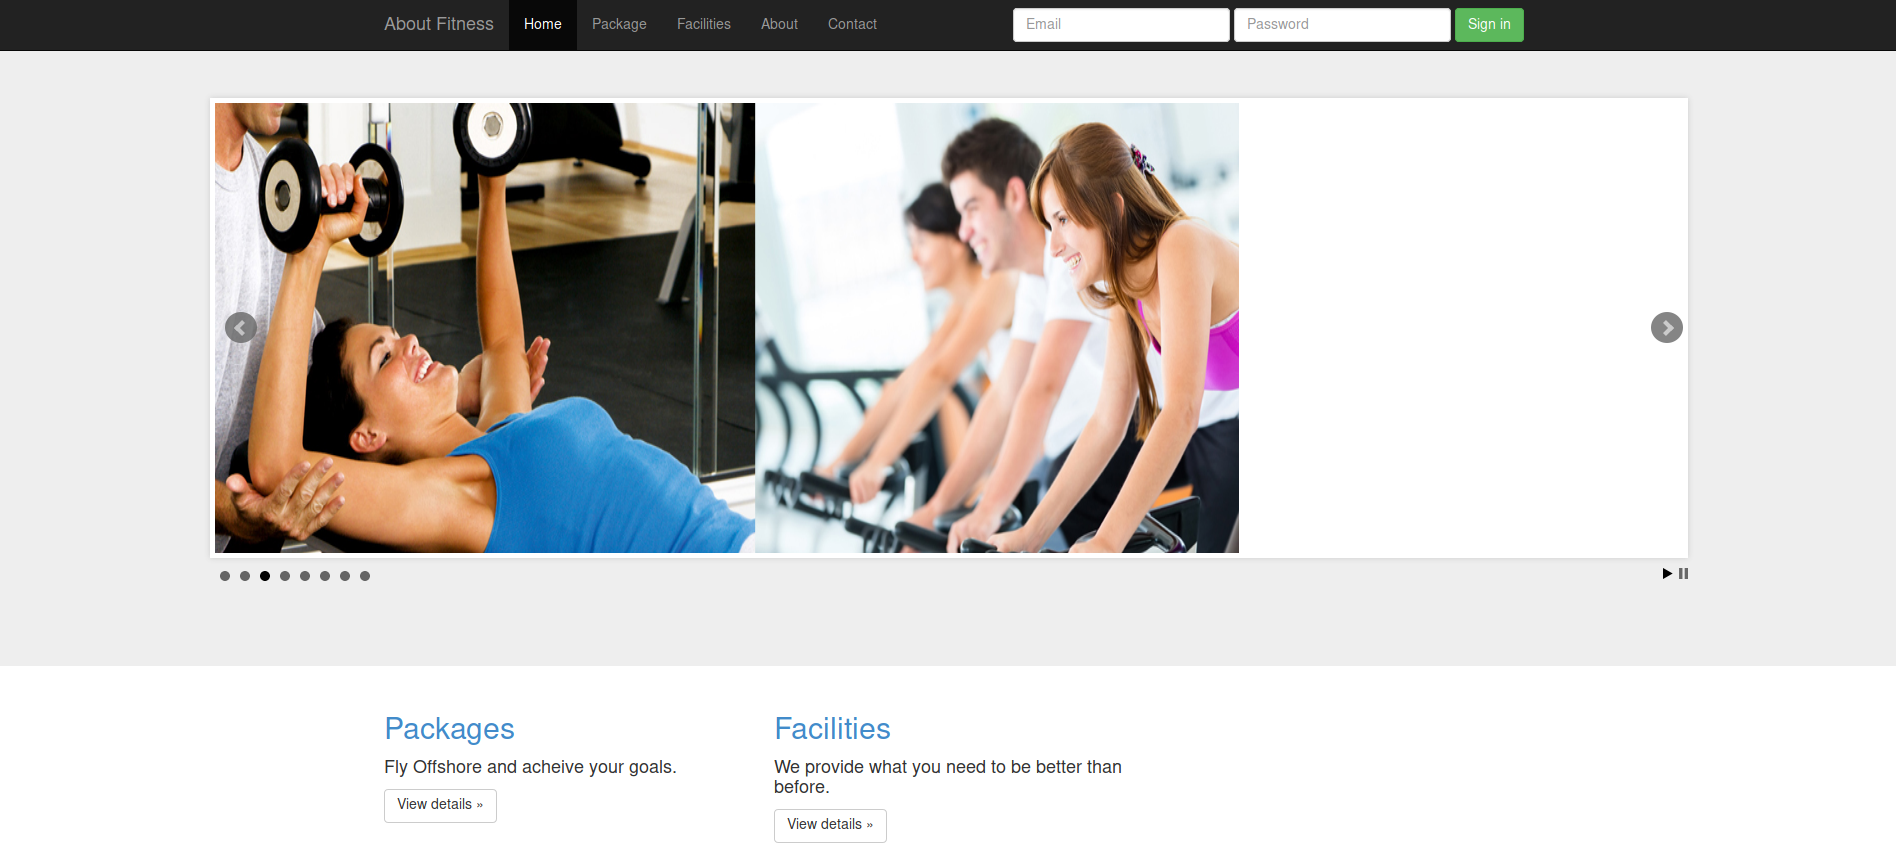 About Fitness Home Package Facilities About Contact Email Password Sign in
Packages
Fly Offshore and acheive your goals.
View details »
Facilities
We provide what you need to be better than
before.
View details »